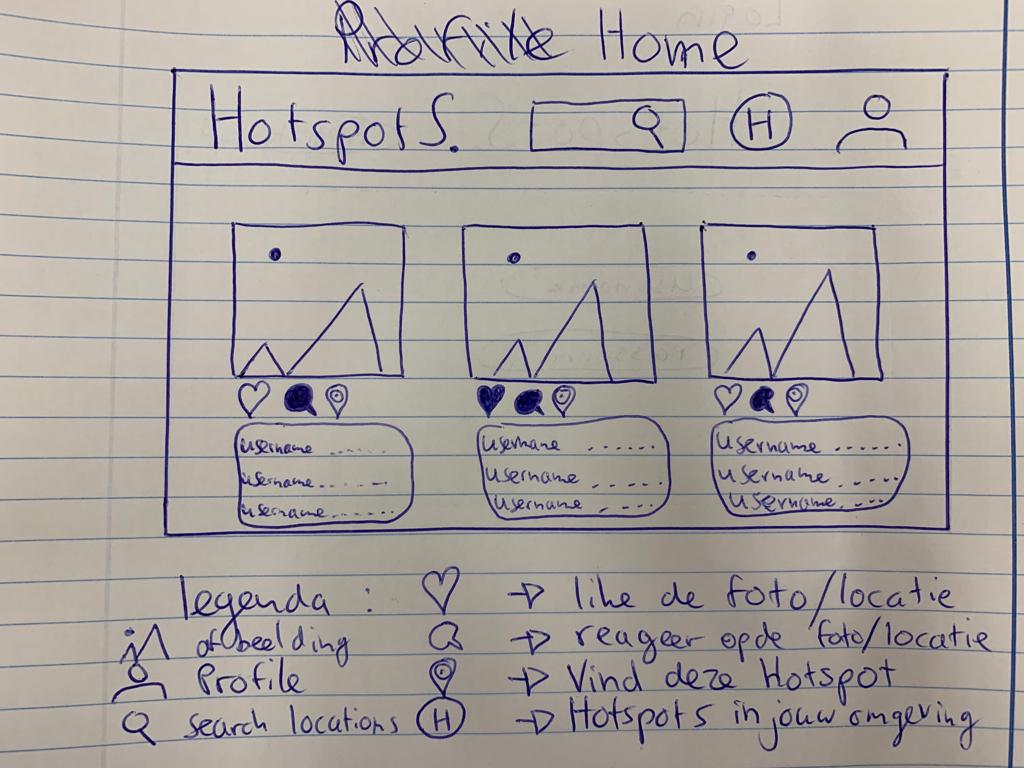 Home
HotspotS.
H
username ......
username ......
username ......
username ......
username .....
username .....
username ......
username .....
username ....
legenda : → like de foto/locatie
afbeelding → reageer op de foto/locatie
Profile → Vind deze Hotspot
search locations H → Hotspots in jouw omgeving